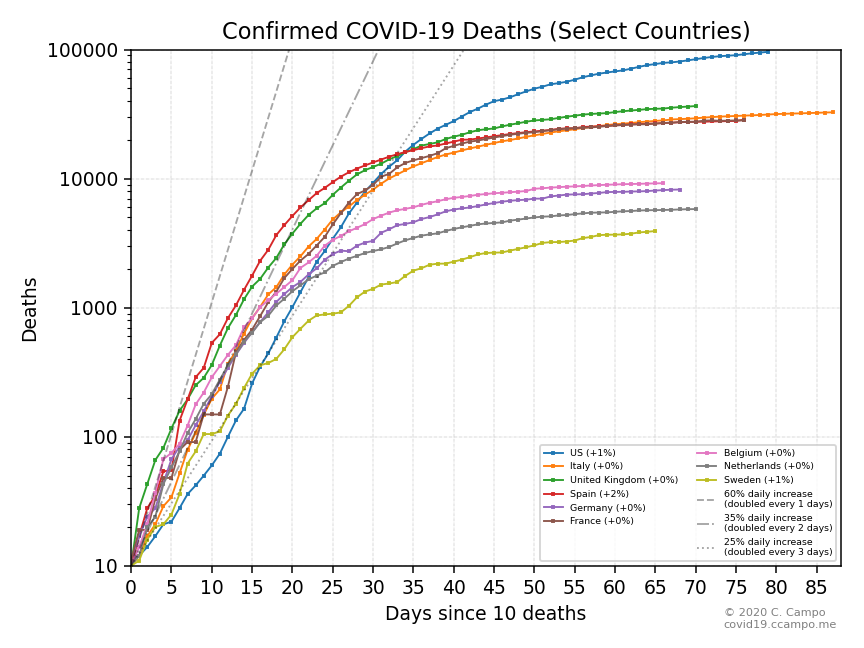 Confirmed COVID-19 Deaths (Select Countries)
100000
10000
1000
100
10
Deaths
0 5 10 15 20 25 30 35 40 45 50 55 60 65 70 75 80 85
Days since 10 deaths
US (+1%)
Italy (+0%)
United Kingdom (+0%)
Spain (+2%)
Germany (+0%)
France (+0%)
Belgium (+0%)
Netherlands (+0%)
Sweden (+1%)
60% daily increase
(doubled every 1 days)
35% daily increase
(doubled every 2 days)
25% daily increase
(doubled every 3 days)
© 2020 C. Campo
covid19.ccampo.me